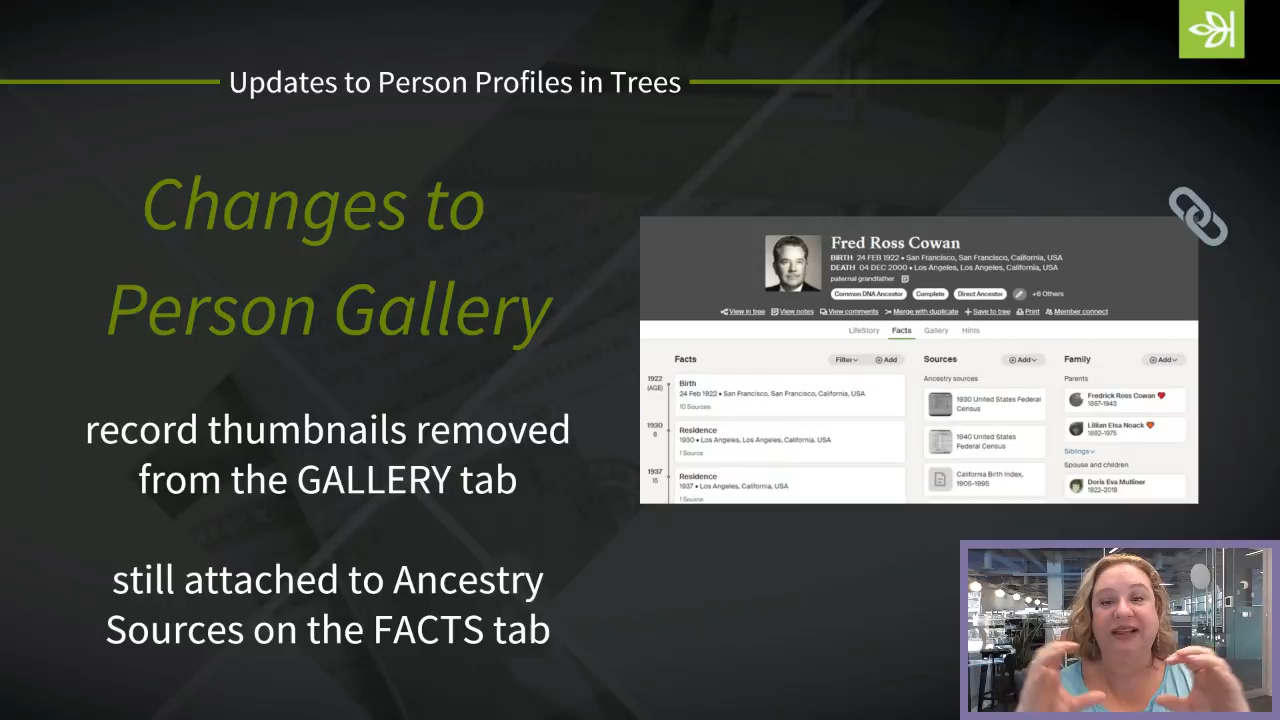 Updates to Person Profiles in Trees
Changes to
Person Gallery
record thumbnails removed
from the GALLERY tab
still attached to Ancestry
Sources on the FACTS tab
Fred Ross Cowan
BIRTH 24 FEB 1922 • San Francisco, San Francisco, California, USA
DEATH 04 DEC 2000 • Los Angeles, Los Angeles, California, USA
paternal grandfather
Common DNA Ancestor Complete Direct Ancestor +6 Others
View in tree View notes View comments Merge with duplicate Save to tree Print Member connect
LifeStory Facts Gallery Hints
Facts Filter Add
1922
(AGE)
Birth
24 Feb 1922 • San Francisco, San Francisco, California, USA
10 Sources
1930
8
Residence
1930 • Los Angeles, Los Angeles, California, USA
1 Source
1937
15
Residence
1937 • Los Angeles, California, USA
1 Source
Sources Add
Ancestry sources
1930 United States Federal
Census
1940 United States
Federal Census
California Birth Index,
1905-1995
Family Add
Parents
Fredrick Ross Cowan
1887-1943
Lillian Elsa Noack
1892-1975
Siblings
Spouse and children
Doris Eva Mutliner
1922-2018